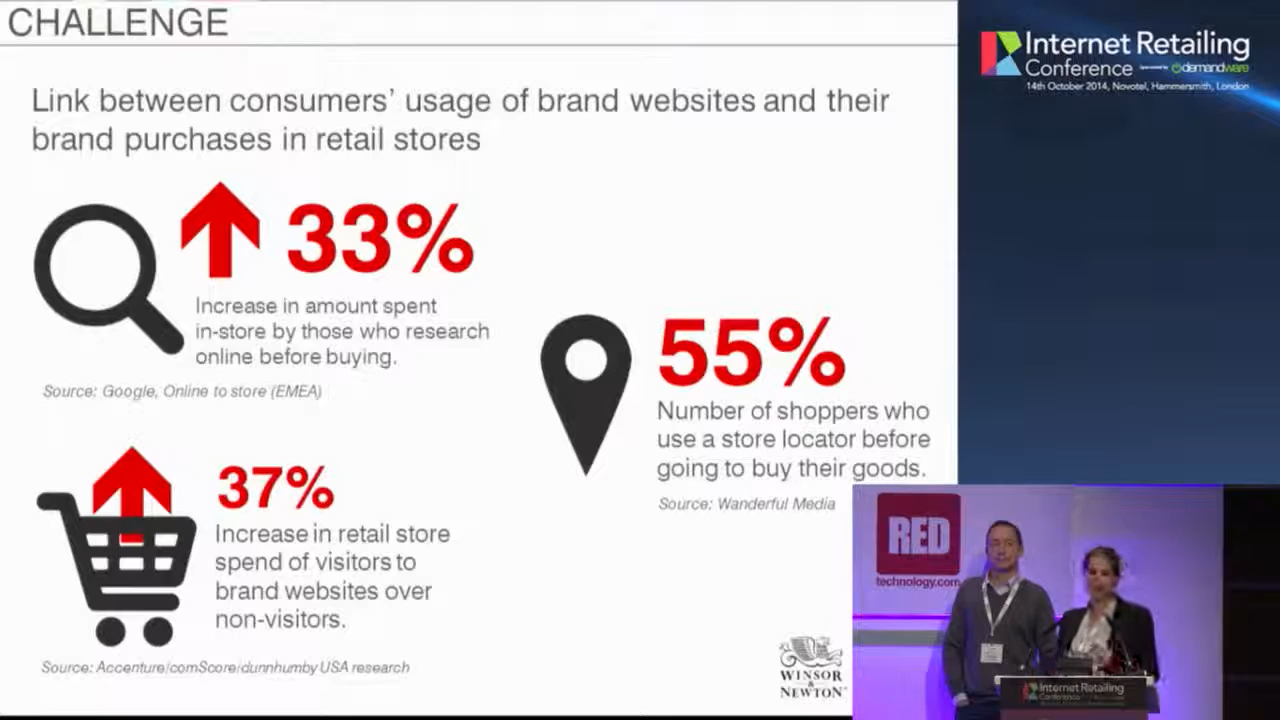 CHALLENGE
Link between consumers' usage of brand websites and their
brand purchases in retail stores
33%
Increase in amount spent
in-store by those who research
online before buying.
Source: Google, Online to store (EMEA)
37%
Increase in retail store
spend of visitors to
brand websites over
non-visitors.
Source: Accenture/comScore/dunnhumby USA research
55%
Number of shoppers who
use a store locator before
going to buy their goods.
Source: Wanderful Media
WINSOR
&
NEWTON
Internet Retailing
Conference Sponsored by demandware
14th October 2014, Novotel, Hammersmith, London
RED
technology.com
Internet Retailing
Conference